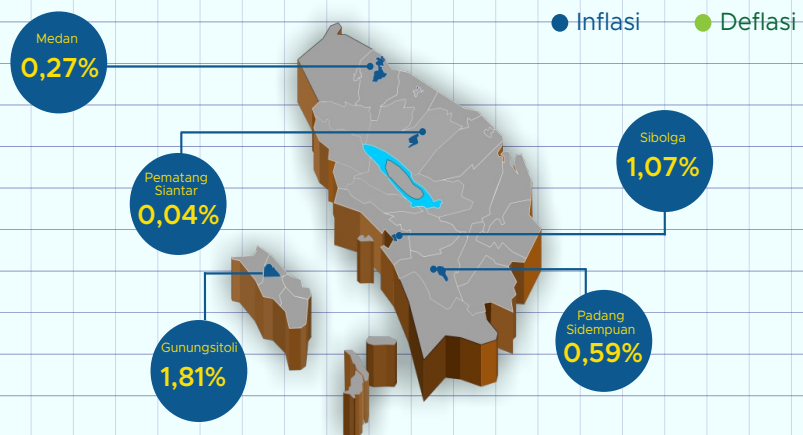 Inflasi
Deflasi
Medan
0,27%
Pematang
Siantar
0,04%
Sibolga
1,07%
Gunungsitoli
1,81%
Padang
Sidempuan
0,59%